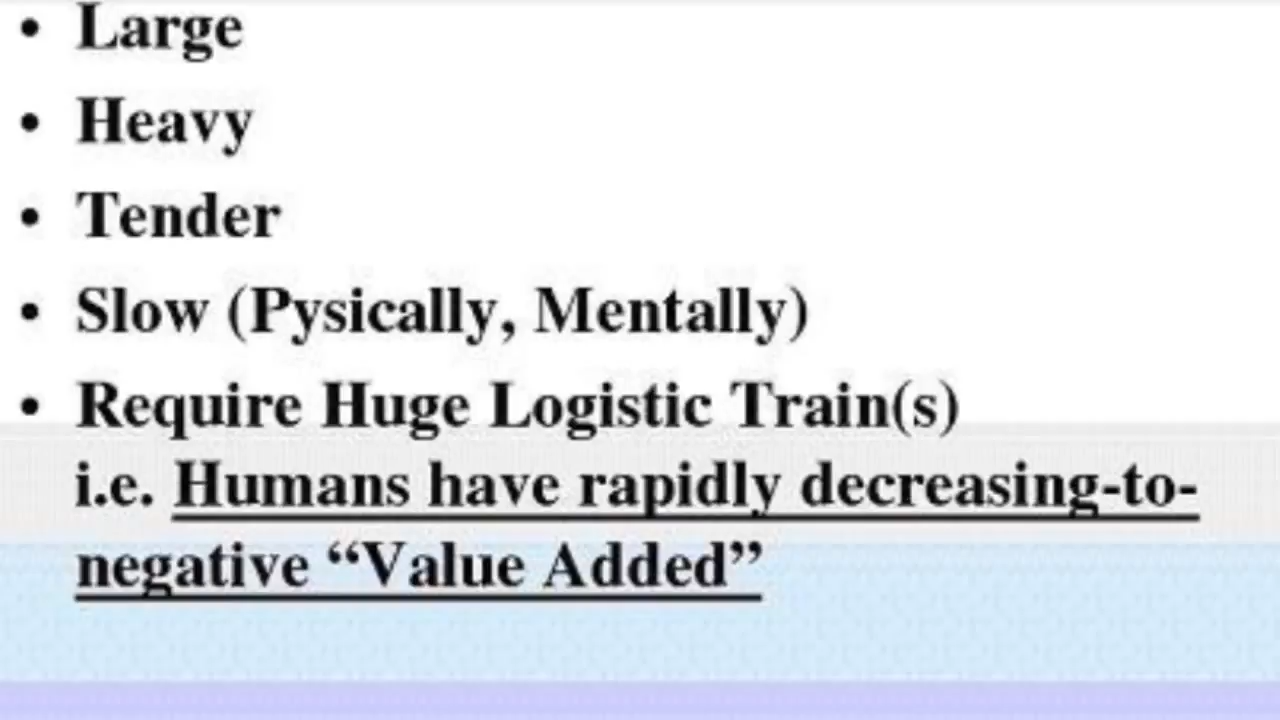 • Large
• Heavy
• Tender
• Slow (Pysically, Mentally)
• Require Huge Logistic Train(s)
i.e. Humans have rapidly decreasing-to-
negative “Value Added”